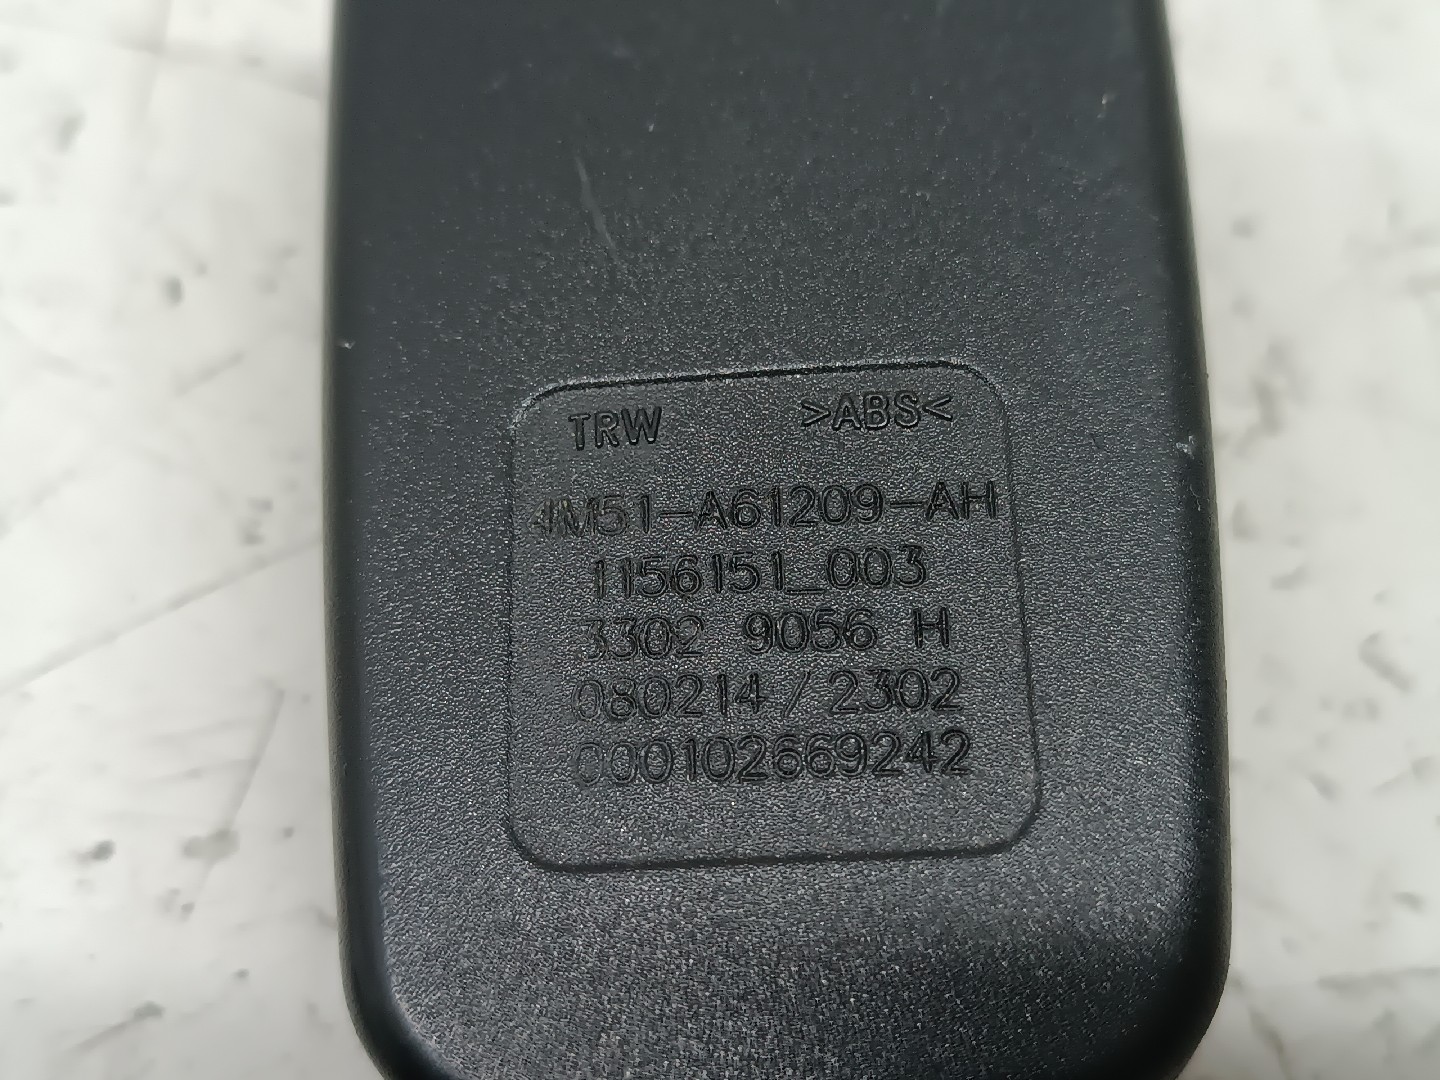 TRW >ABS<
4M51-A61209-AH
1156151_003
3302 9056 H
080214/2302
000102669242